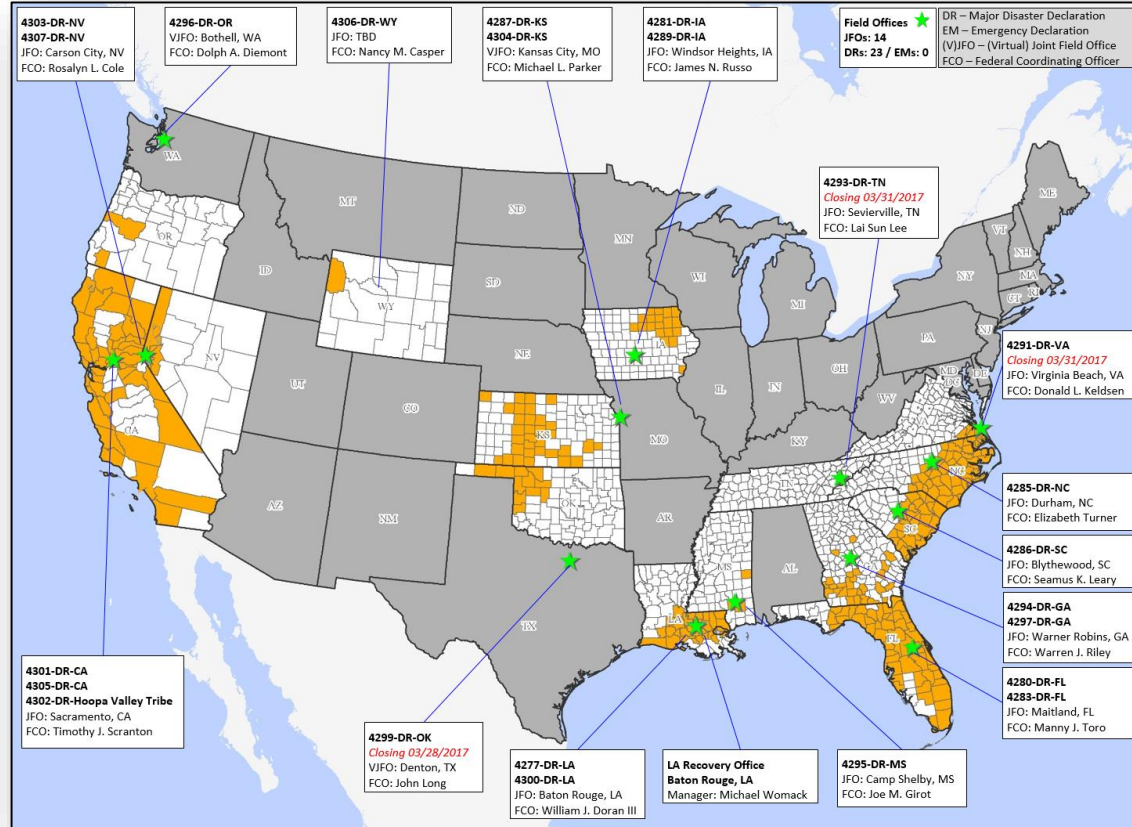 4303-DR-NV
4307-DR-NV
JFO: Carson City, NV
FCO: Rosalyn L. Cole
4296-DR-OR
VJFO: Bothell, WA
FCO: Dolph A. Diemont
4306-DR-WY
JFO: TBD
FCO: Nancy M. Casper
4287-DR-KS
4304-DR-KS
VJFO: Kansas City, MO
FCO: Michael L. Parker
4281-DR-IA
4289-DR-IA
JFO: Windsor Heights, IA
FCO: James N. Russo
Field Offices
JFOs: 14
DRs: 23 / EMs: 0
DR – Major Disaster Declaration
EM – Emergency Declaration
(V)JFO – (Virtual) Joint Field Office
FCO – Federal Coordinating Officer
WA
MT
ND
MN
ME
VT
NH
OR
ID
SD
WI
MI
NY
MA
RI
CT
WY
4293-DR-TN
Closing 03/31/2017
JFO: Sevierville, TN
FCO: Lai Sun Lee
NV
UT
CO
NE
IA
IL
IN
OH
PA
NJ
MD
DE
DC
WV
4291-DR-VA
Closing 03/31/2017
JFO: Virginia Beach, VA
FCO: Donald L. Keldsen
CA
KS
MO
KY
AZ
NM
OK
AR
TN
NC
SC
4285-DR-NC
JFO: Durham, NC
FCO: Elizabeth Turner
TX
LA
MS
AL
GA
FL
4286-DR-SC
JFO: Blythewood, SC
FCO: Seamus K. Leary
4294-DR-GA
4297-DR-GA
JFO: Warner Robins, GA
FCO: Warren J. Riley
4280-DR-FL
4283-DR-FL
JFO: Maitland, FL
FCO: Manny J. Toro
4301-DR-CA
4305-DR-CA
4302-DR-Hoopa Valley Tribe
JFO: Sacramento, CA
FCO: Timothy J. Scranton
4299-DR-OK
Closing 03/28/2017
VJFO: Denton, TX
FCO: John Long
4277-DR-LA
4300-DR-LA
JFO: Baton Rouge, LA
FCO: William J. Doran III
LA Recovery Office
Baton Rouge, LA
Manager: Michael Womack
4295-DR-MS
JFO: Camp Shelby, MS
FCO: Joe M. Girot